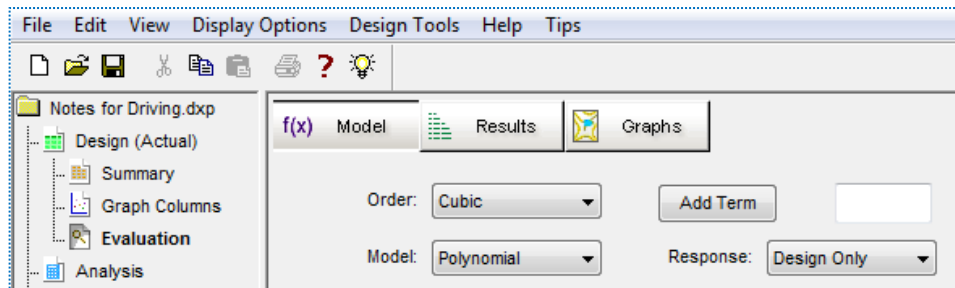 File Edit View Display Options Design Tools Help Tips
Notes for Driving.dxp
Design (Actual)
Summary
Graph Columns
Evaluation
Analysis
f(x) Model Results Graphs
Order: Cubic Add Term
Model: Polynomial Response: Design Only